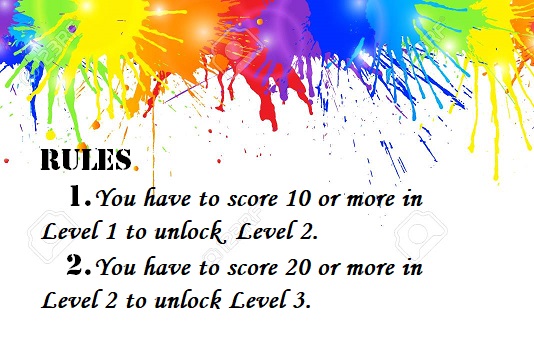 RULES
1. You have to score 10 or more in
Level 1 to unlock Level 2.
2. You have to score 20 or more in
Level 2 to unlock Level 3.